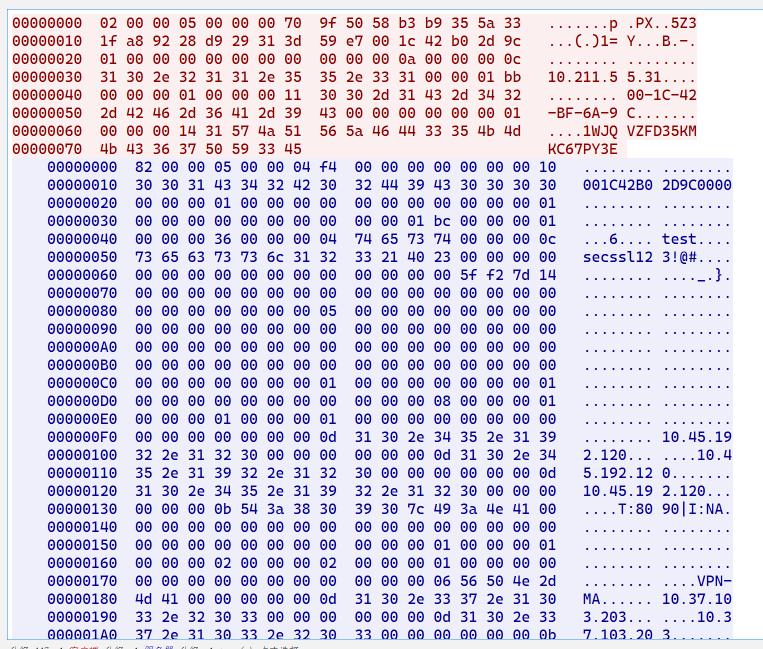 00000000 02 00 00 05 00 00 00 70 9f 50 58 b3 b9 35 5a 33 .......p .PX..5Z3
00000010 1f a8 92 28 d9 29 31 3d 59 e7 00 1c 42 b0 2d 9c ...(.)1= Y...B.-.
00000020 01 00 00 00 00 00 00 00 00 0a 00 00 00 0c ........ ........
00000030 31 30 2e 32 31 31 2e 35 35 2e 33 31 00 00 01 bb 10.211.5 5.31....
00000040 00 00 00 01 00 00 00 11 30 30 2d 31 43 2d 34 32 ........ 00-1C-42
00000050 2d 42 46 2d 36 41 2d 39 43 00 00 00 00 00 01 -BF-6A-9 C.......
00000060 00 00 00 14 31 57 4a 51 56 5a 46 44 33 35 4b 4d ....1WJQ VZFD35KM
00000070 4b 43 36 37 50 59 33 45 KC67PY3E
00000000 82 00 00 05 00 00 04 f4 00 00 00 00 00 00 00 10 ........ ........
00000010 30 30 31 43 34 32 42 30 32 44 39 43 30 30 30 30 001C42B0 2D9C0000
00000020 00 00 00 01 00 00 00 00 00 00 00 00 00 00 00 01 ........ ........
00000030 00 00 00 00 00 00 00 00 00 00 01 bc 00 00 00 01 ........ ........
00000040 00 00 00 36 00 00 00 04 74 65 73 74 00 00 00 0c ...6.... test....
00000050 73 65 63 73 73 6c 31 32 33 21 40 23 00 00 00 00 secssl12 3!@#....
00000060 00 00 00 00 00 00 00 00 00 00 00 00 5f f2 7d 14 ........ ...._.}.
00000070 00 00 00 00 00 00 00 00 00 00 00 00 00 00 00 00 ........ ........
00000080 00 00 00 00 00 00 00 05 00 00 00 00 00 00 00 00 ........ ........
00000090 00 00 00 00 00 00 00 00 00 00 00 00 00 00 00 00 ........ ........
000000A0 00 00 00 00 00 00 00 00 00 00 00 00 00 00 00 00 ........ ........
000000B0 00 00 00 00 00 00 00 00 00 00 00 00 00 00 00 00 ........ ........
000000C0 00 00 00 00 00 00 00 01 00 00 00 00 00 00 00 01 ........ ........
000000D0 00 00 00 01 00 00 00 00 00 00 00 08 00 00 00 01 ........ ........
000000E0 00 00 00 01 00 00 00 01 00 00 00 00 00 00 00 00 ........ ........
000000F0 00 00 00 00 00 00 00 0d 31 30 2e 34 35 2e 31 39 ........ 10.45.19
00000100 32 2e 31 32 30 00 00 00 00 00 00 0d 31 30 2e 34 2.120... ....10.4
00000110 35 2e 31 39 32 2e 31 32 30 00 00 00 00 00 00 0d 5.192.12 0.......
00000120 31 30 2e 34 35 2e 31 39 32 2e 31 32 30 00 00 00 10.45.19 2.120...
00000130 00 00 00 0b 54 3a 38 30 39 30 7c 49 3a 4e 41 00 ....T:80 90|I:NA.
00000140 00 00 00 00 00 00 00 00 00 00 00 00 00 00 00 00 ........ ........
00000150 00 00 00 00 00 00 00 00 00 00 00 01 00 00 00 01 ........ ........
00000160 00 00 00 02 00 00 00 02 00 00 00 01 00 00 00 00 ........ ........
00000170 00 00 00 00 00 00 00 00 00 00 00 06 56 50 4e 2d ........ ....VPN-
00000180 4d 41 00 00 00 00 00 0d 31 30 2e 33 37 2e 31 30 MA...... 10.37.10
00000190 33 2e 32 30 33 00 00 00 00 00 00 0d 31 30 2e 33 3.203... ....10.3
000001A0 37 2e 31 30 33 2e 32 30 33 00 00 00 00 00 00 0b 7.103.20 3.......